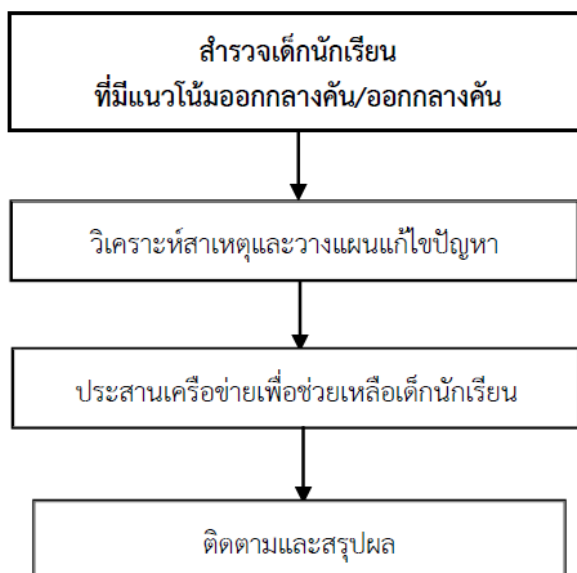 สำรวจเด็กนักเรียน
ที่มีแนวโน้มออกกลางคัน/ออกกลางคัน
วิเคราะห์สาเหตุและวางแผนแก้ไขปัญหา
ประสานเครือข่ายเพื่อช่วยเหลือเด็กนักเรียน
ติดตามและสรุปผล